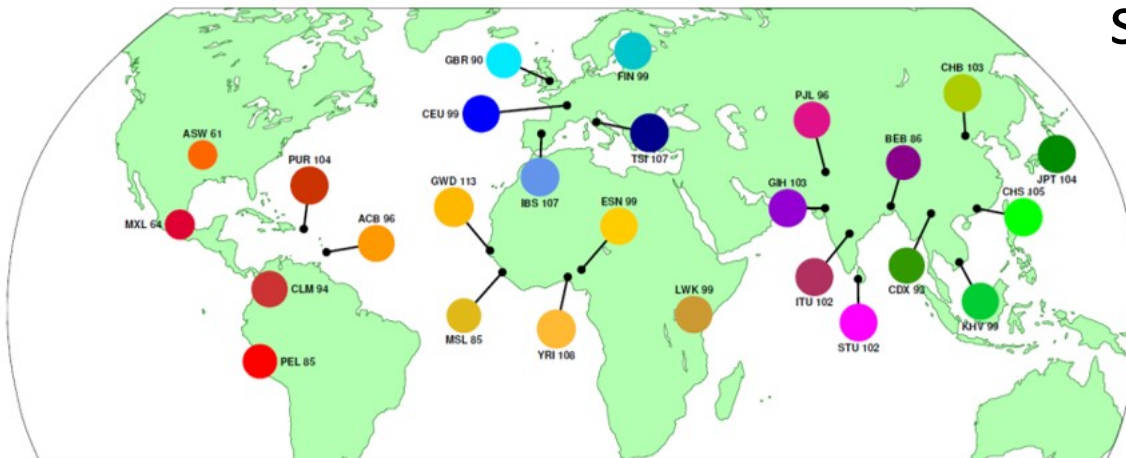 S
GBR 90
FIN 99
CHB 103
CEU 99
PJL 96
ASW 61
BEB 86
TSI 107
PUR 104
JPT 104
GWD 113
IBS 107
ESN 99
GIH 103
CHS 105
MXL 64
ACB 96
CLM 94
LWK 99
ITU 102
CDX 93
MSL 85
KHV 99
YRI 108
STU 102
PEL 85